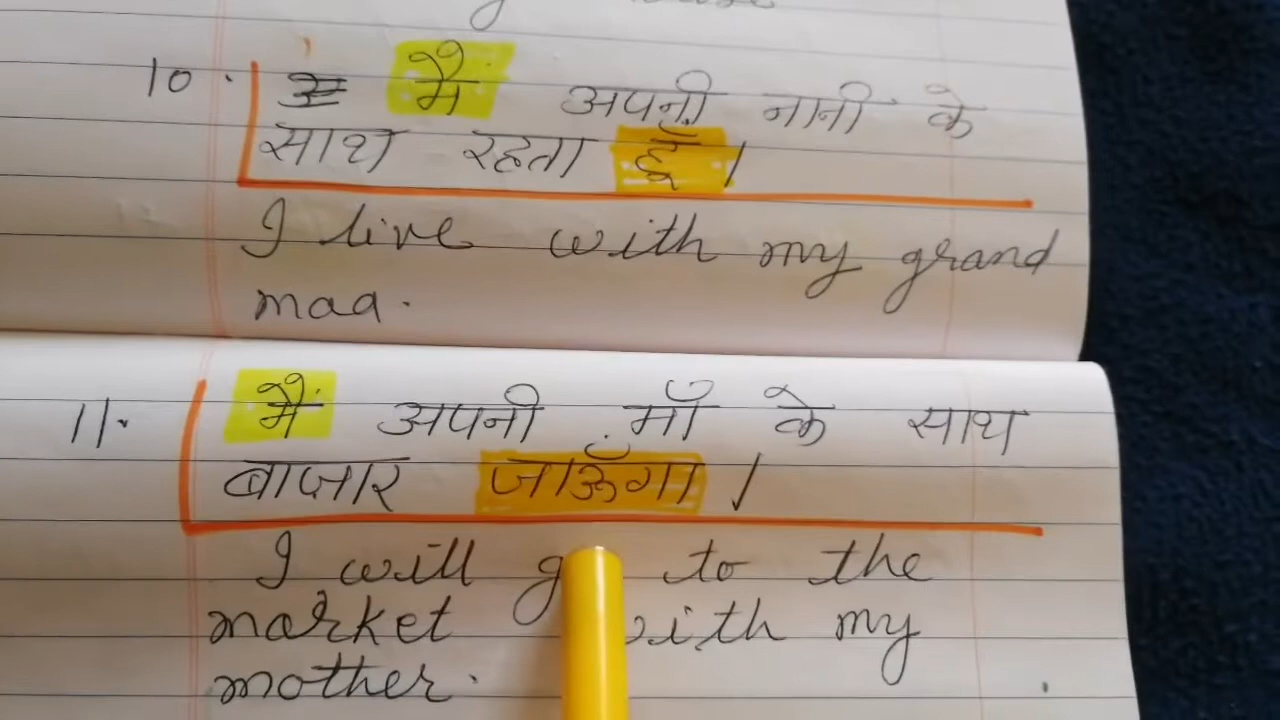 10. मैं अपनी नानी के
साथ रहता हूँ।
I live with my grand
maa.
11. मैं अपनी माँ के साथ
बाज़ार जाऊँगा।
I will to the
market my
mother.